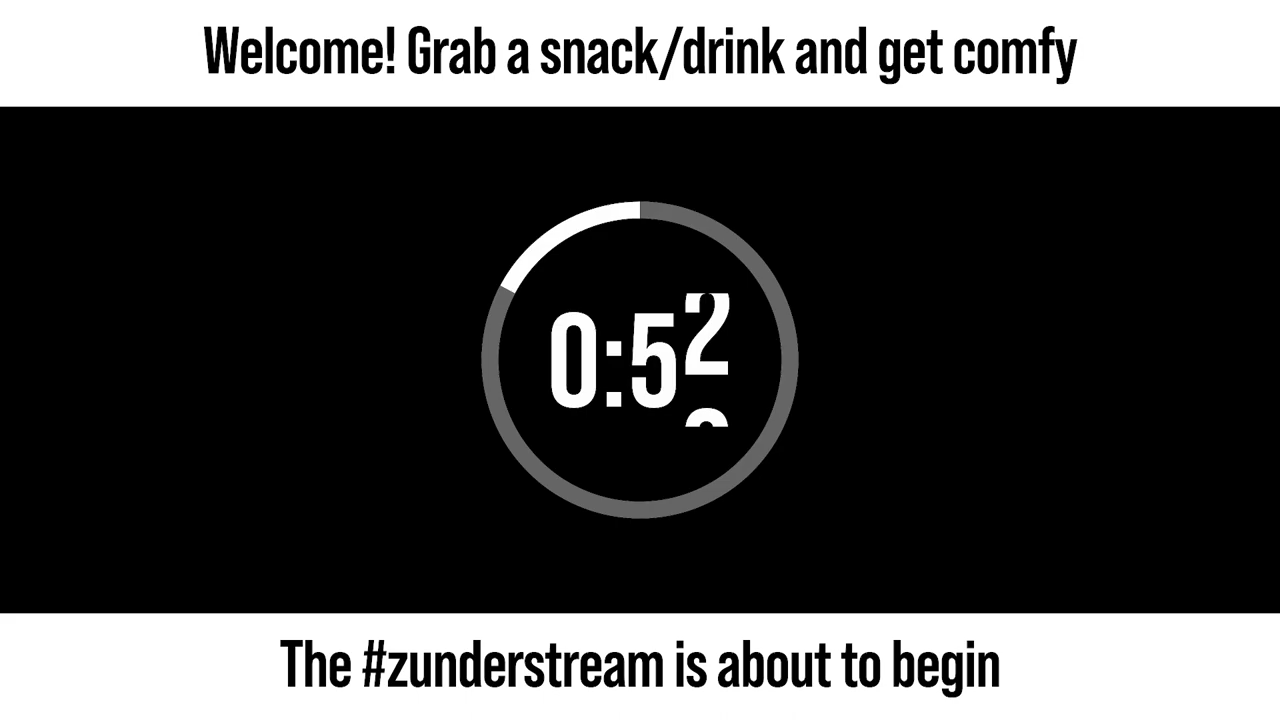 Welcome! Grab a snack/drink and get comfy
0:52
The #zunderstream is about to begin